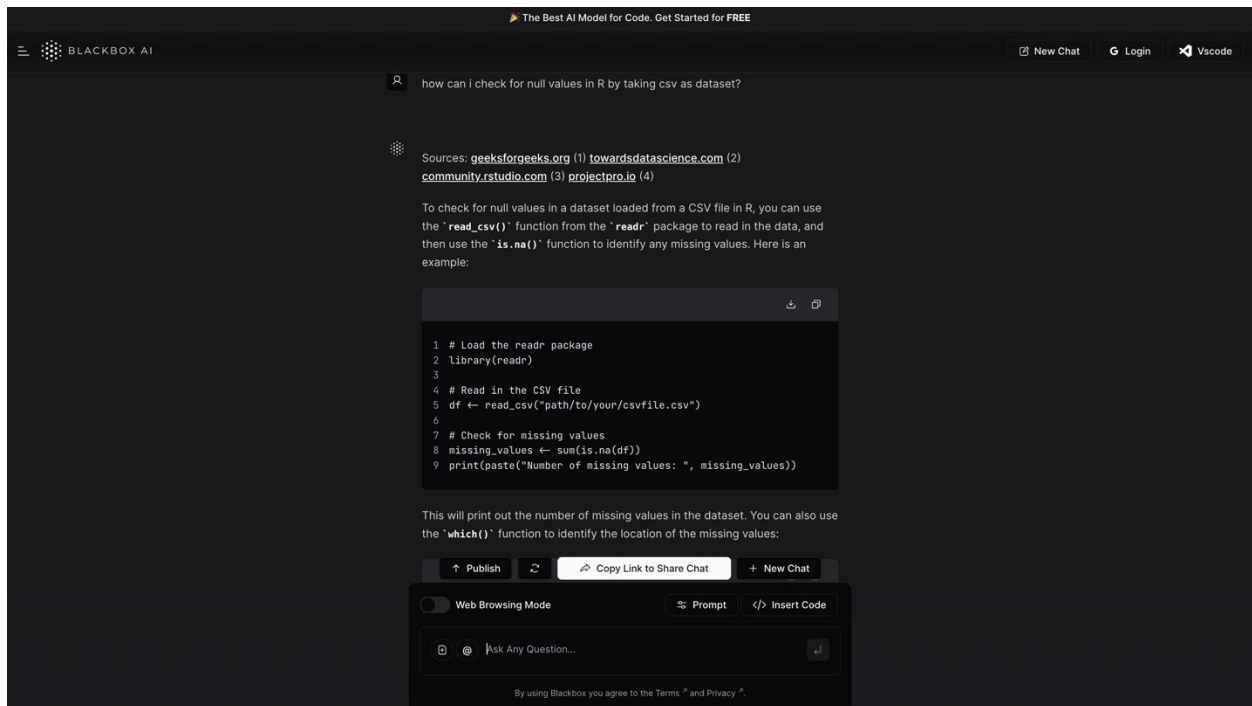 🎉 The Best AI Model for Code. Get Started for FREE
BLACKBOX AI
New Chat
G Login
Vscode
how can i check for null values in R by taking csv as dataset?
Sources: geeksforgeeks.org (1) towardsdatascience.com (2)
community.rstudio.com (3) projectpro.io (4)
To check for null values in a dataset loaded from a CSV file in R, you can use
the `read_csv()` function from the `readr` package to read in the data, and
then use the `is.na()` function to identify any missing values. Here is an
example:
1 # Load the readr package
2 library(readr)
3
4 # Read in the CSV file
5 df <- read_csv("path/to/your/csvfile.csv")
6
7 # Check for missing values
8 missing_values <- sum(is.na(df))
9 print(paste("Number of missing values: ", missing_values))
This will print out the number of missing values in the dataset. You can also use
the `which()` function to identify the location of the missing values:
↑ Publish
Copy Link to Share Chat
+ New Chat
Web Browsing Mode
Prompt
</> Insert Code
@ Ask Any Question...
By using Blackbox you agree to the Terms ↗ and Privacy ↗.